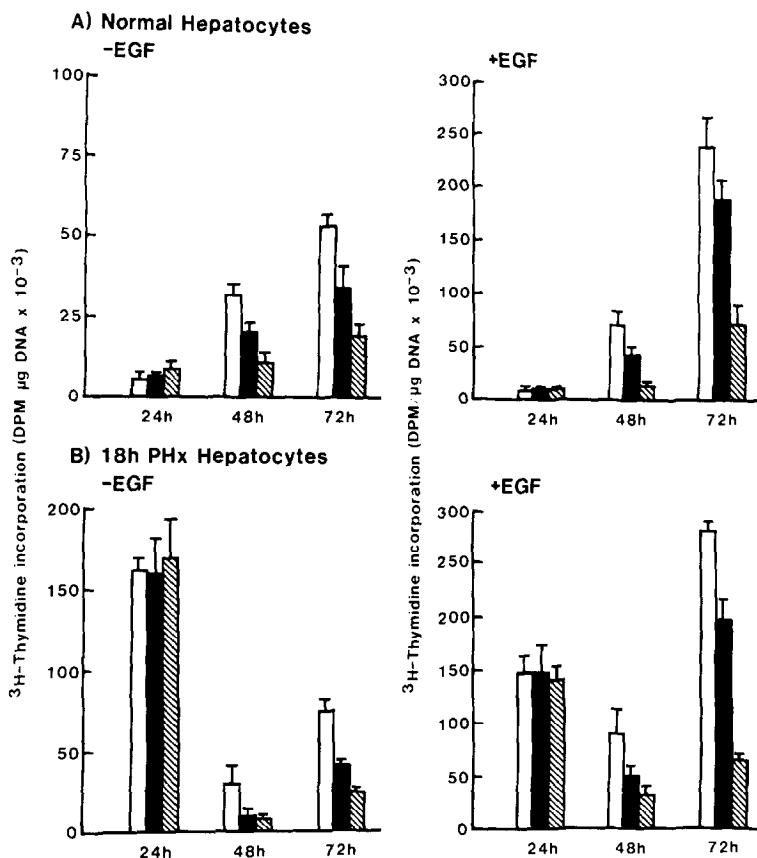 A) Normal Hepatocytes
-EGF
100
75
50
25
0
24h
48h
72h
+EGF
300
250
200
150
100
50
0
24h
48h
72h
B) 18h PHx Hepatocytes
-EGF
200
150
100
50
0
24h
48h
72h
+EGF
300
250
200
150
100
50
0
24h
48h
72h
³H-Thymidine incorporation (DPM µg DNA x 10⁻³)
³H-Thymidine incorporation (DPM/µg DNA x 10⁻³)